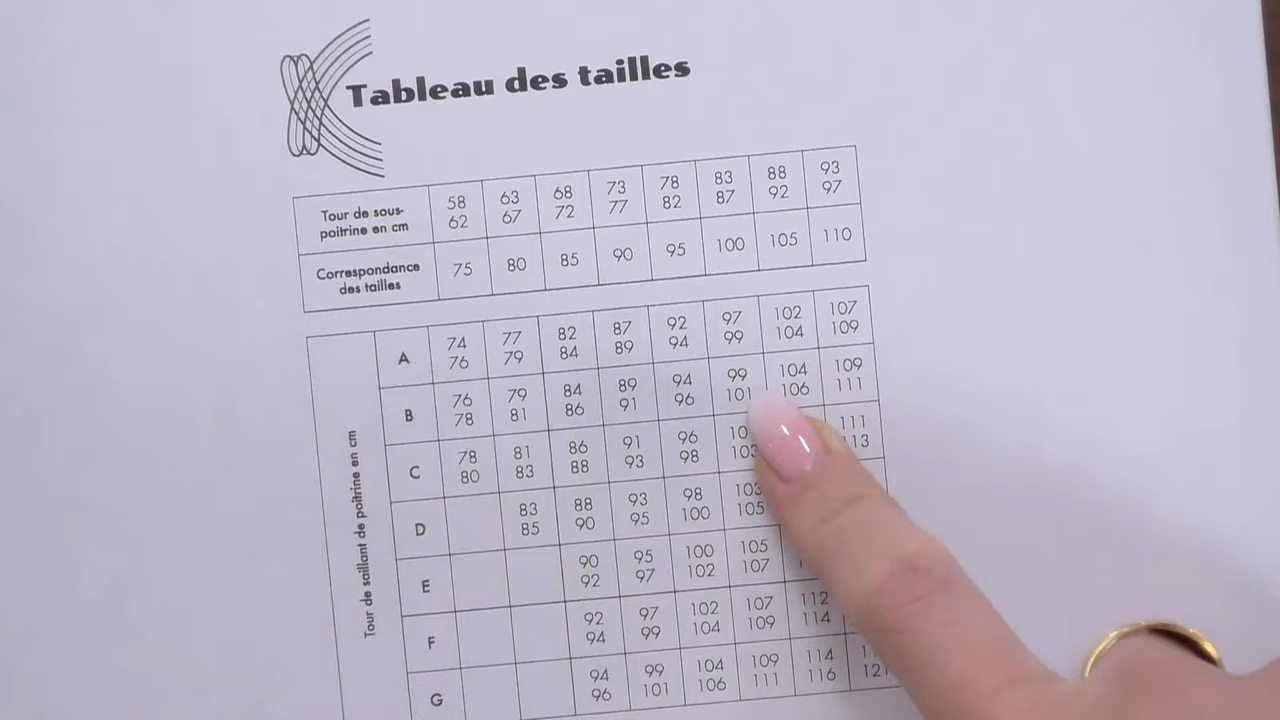 Tableau des tailles
Tour de sous-
poitrine en cm
58 63 68 73 78 83 88 93
62 67 72 77 82 87 92 97
Correspondance
des tailles
75 80 85 90 95 100 105 110
Tour de saillant de poitrine en cm
A
74 77 82 87 92 97 102 107
76 79 84 89 94 99 104 109
B
76 79 84 89 94 99 104 109
78 81 86 91 96 101 106 111
C
78 81 86 91 96 111
80 83 88 93 98
D
83 88 93 98 103
85 90 95 100 105
E
90 95 100 105
92 97 102 107
F
92 97 102 107 112
94 99 104 109 114
G
94 99 104 109 114
96 101 106 111 116 121